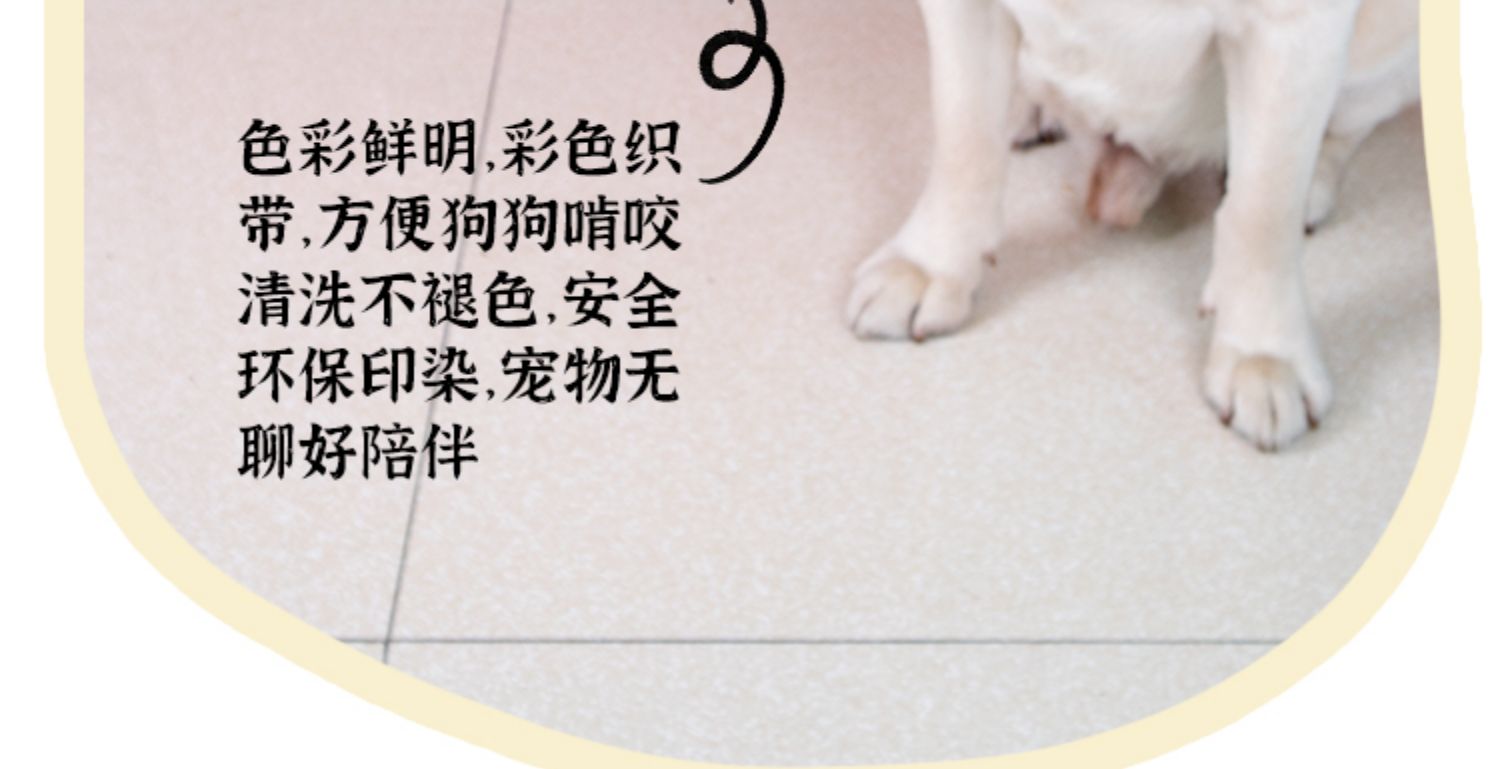 色彩鲜明,彩色织
带,方便狗狗啃咬
清洗不褪色,安全
环保印染,宠物无
聊好陪伴